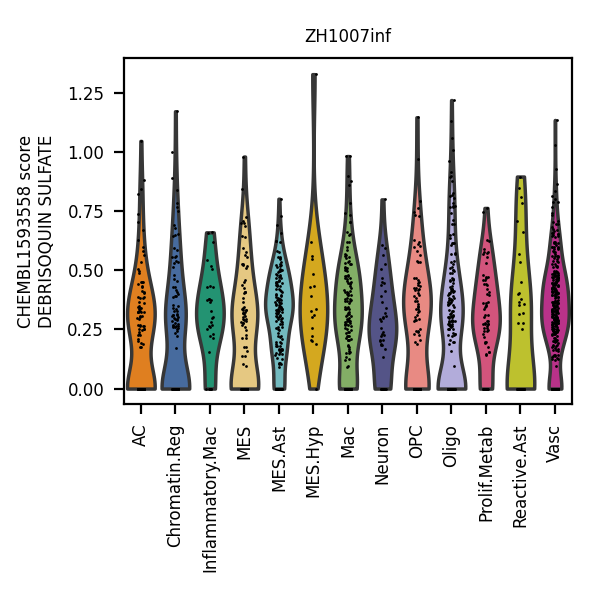 ZH1007inf
CHEMBL1593558 score
DEBRISOQUIN SULFATE
1.25
1.00
0.75
0.50
0.25
0.00
AC
Chromatin.Reg
Inflammatory.Mac
MES
MES.Ast
MES.Hyp
Mac
Neuron
OPC
Oligo
Prolif.Metab
Reactive.Ast
Vasc